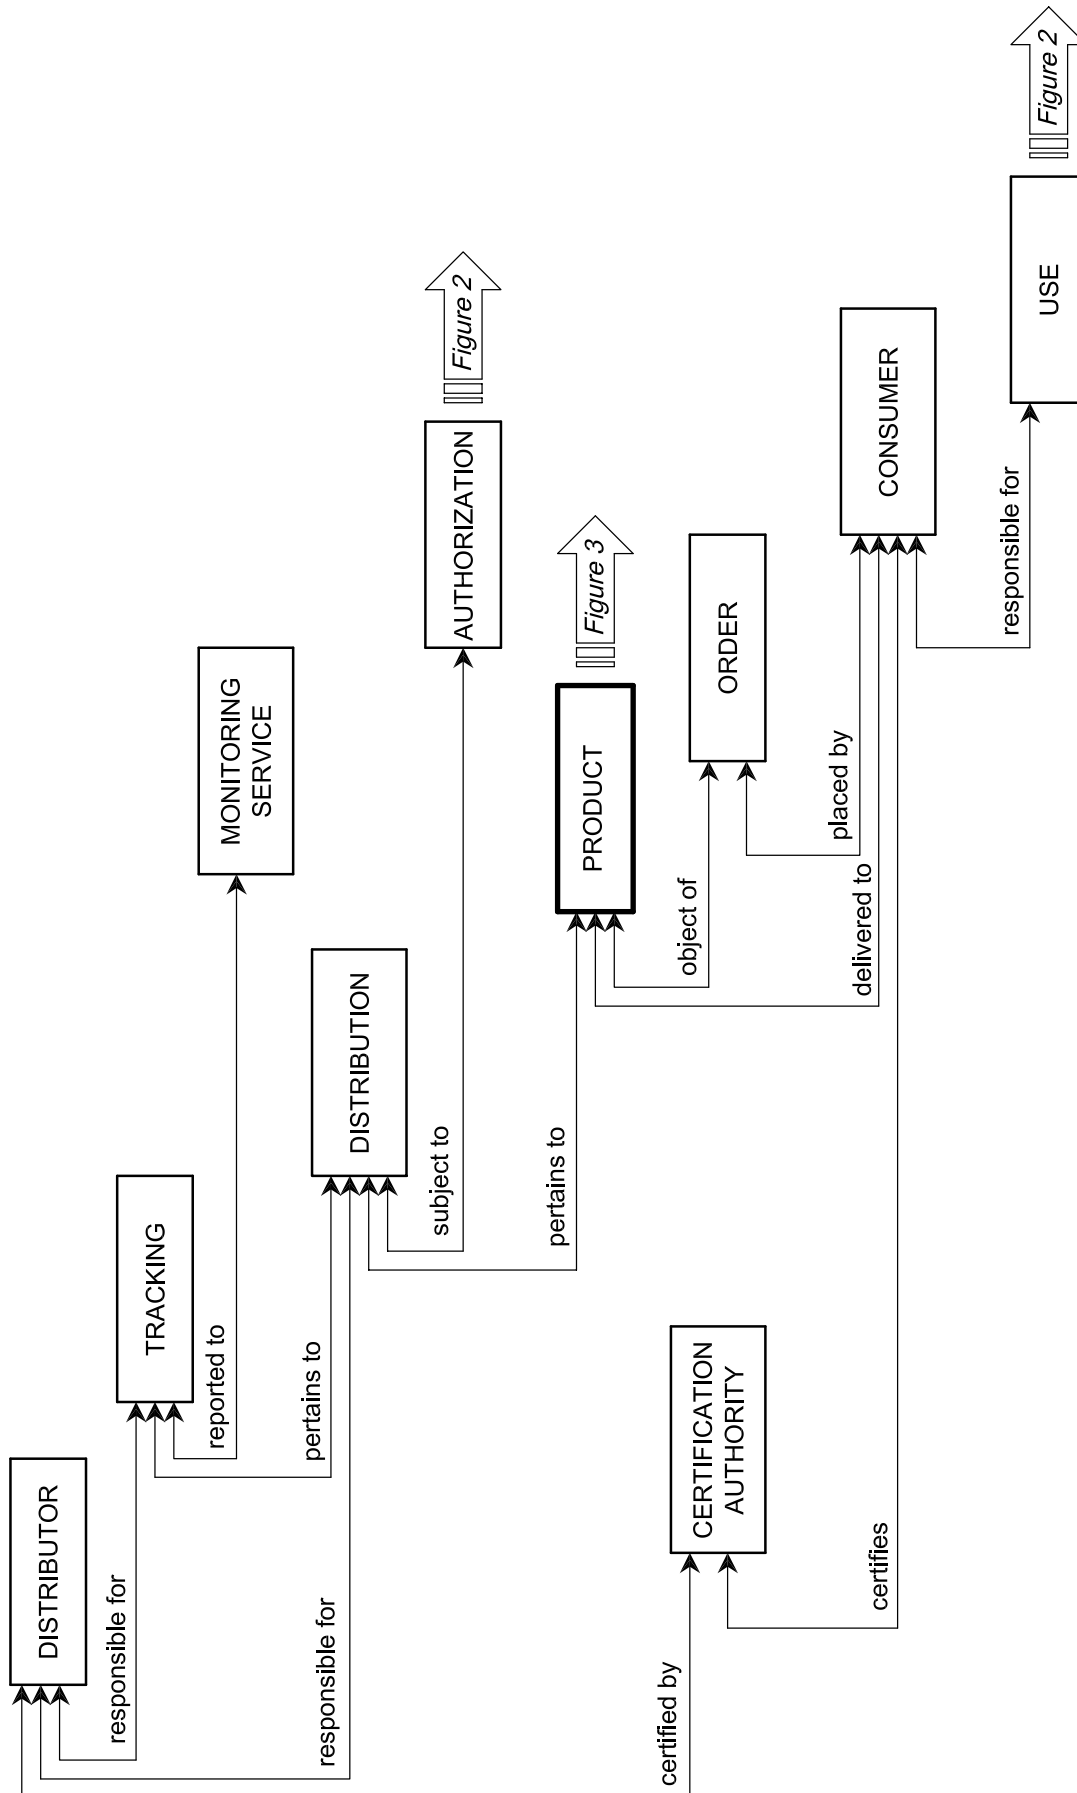 DISTRIBUTOR
responsible for
TRACKING
reported to
MONITORING
SERVICE
pertains to
responsible for
DISTRIBUTION
subject to
AUTHORIZATION
Figure 2
pertains to
PRODUCT
Figure 3
object of
ORDER
placed by
delivered to
CONSUMER
certified by
CERTIFICATION
AUTHORITY
certifies
responsible for
USE
Figure 2